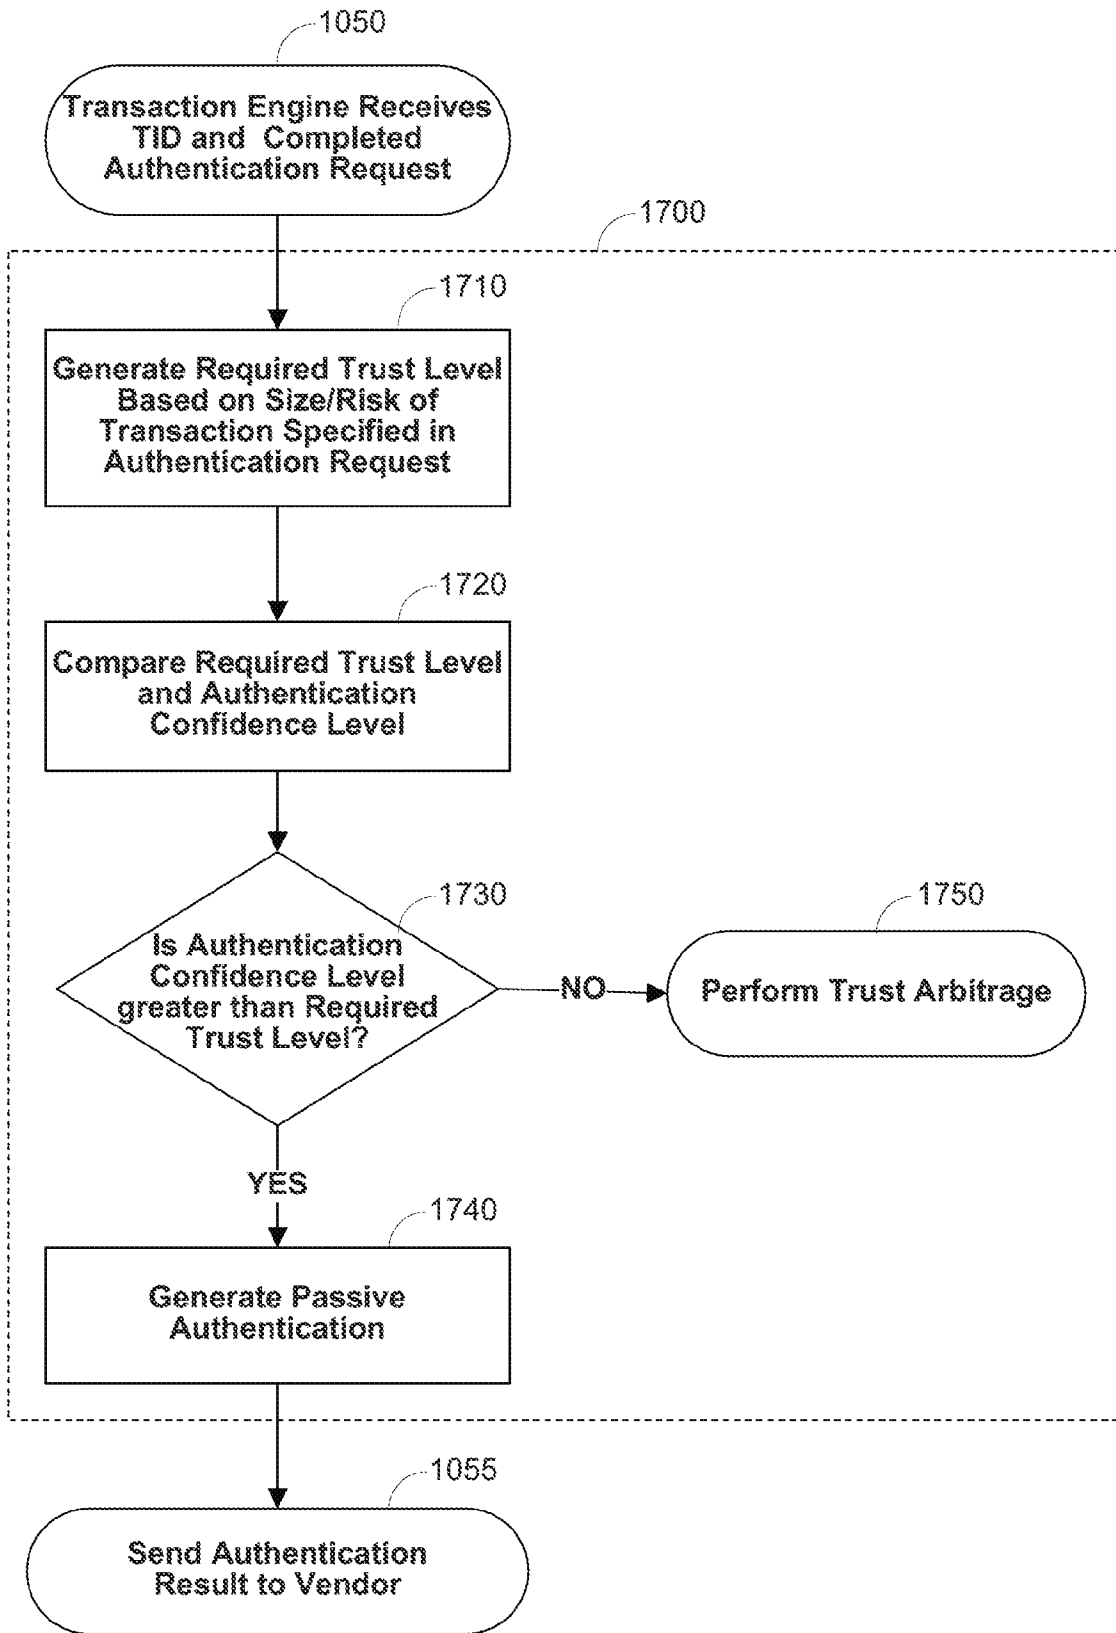 1050
Transaction Engine Receives
TID and Completed
Authentication Request
1700
1710
Generate Required Trust Level
Based on Size/Risk of
Transaction Specified in
Authentication Request
1720
Compare Required Trust Level
and Authentication
Confidence Level
1730
Is Authentication
Confidence Level
greater than Required
Trust Level?
NO
1750
Perform Trust Arbitrage
YES
1740
Generate Passive
Authentication
1055
Send Authentication
Result to Vendor